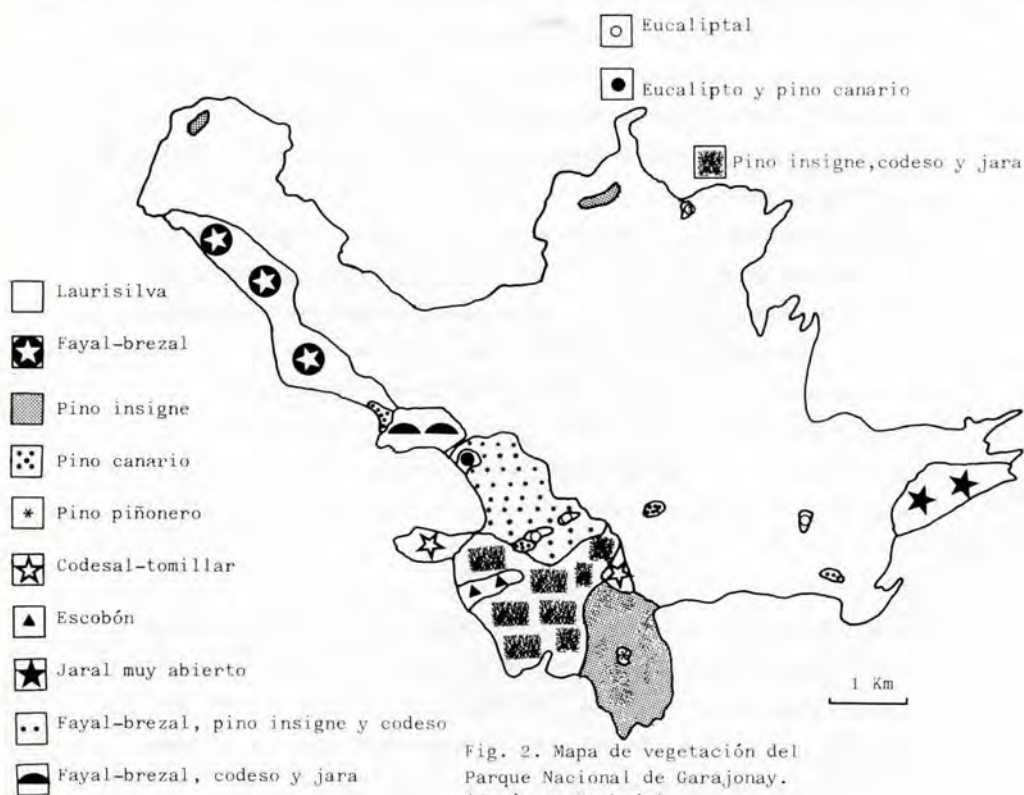 Eucaliptal
Eucalipto y pino canario
Pino insigne, codeso y jara
Laurisilva
Fayal-brezal
Pino insigne
Pino canario
Pino piñonero
Codesal-tomillar
Escobón
Jaral muy abierto
Fayal-brezal, pino insigne y codeso
Fayal-brezal, codeso y jara
1 Km
Fig. 2. Mapa de vegetación del
Parque Nacional de Garajonay.